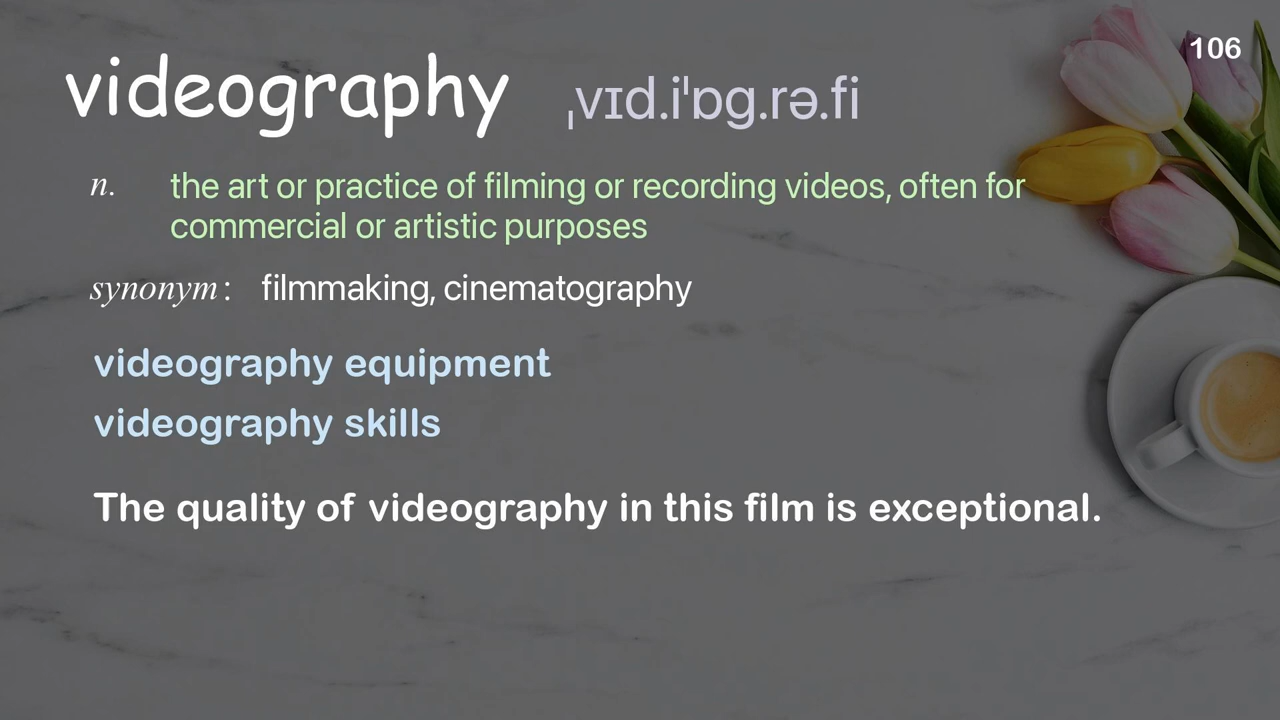 106
videography ˌvɪd.iˈɒg.rə.fi
n. the art or practice of filming or recording videos, often for
commercial or artistic purposes
synonym: filmmaking, cinematography
videography equipment
videography skills
The quality of videography in this film is exceptional.